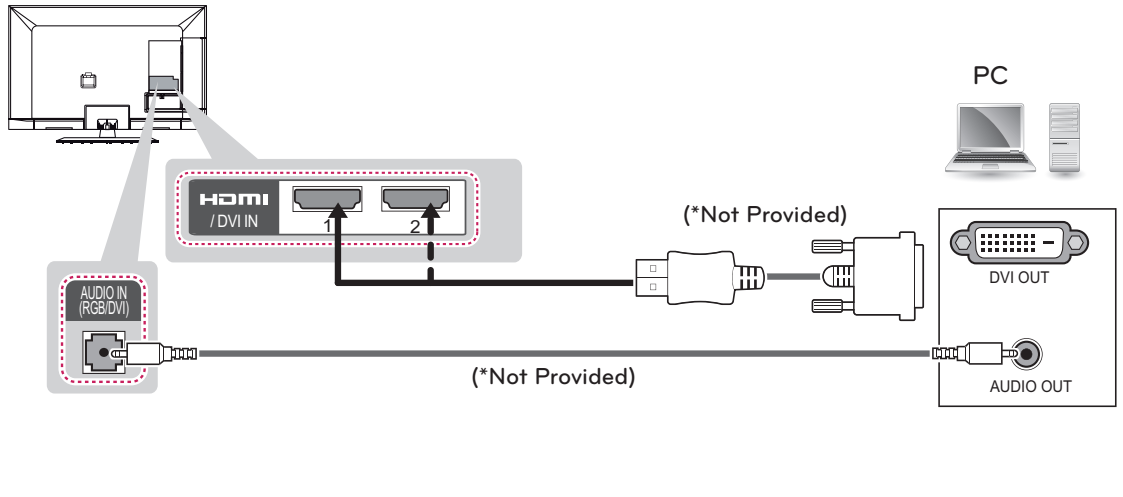 PC
HDMI
/ DVI IN
1
2
(*Not Provided)
DVI OUT
AUDIO IN
(RGB/DVI)
(*Not Provided)
AUDIO OUT